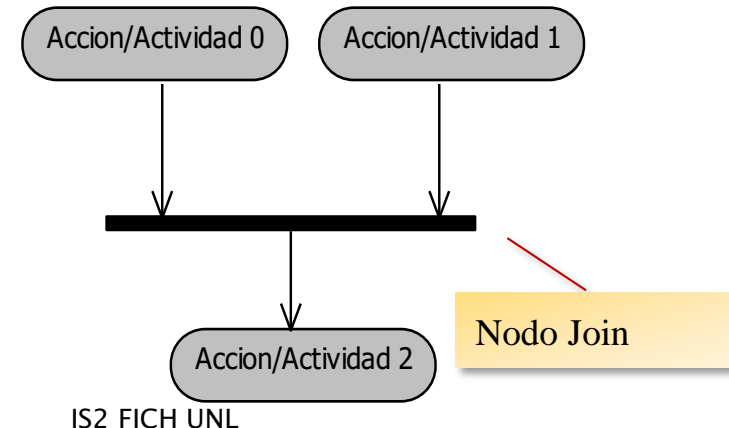 Accion/Actividad 0
Accion/Actividad 1
Nodo Join
Accion/Actividad 2
IS2 FICH UNL